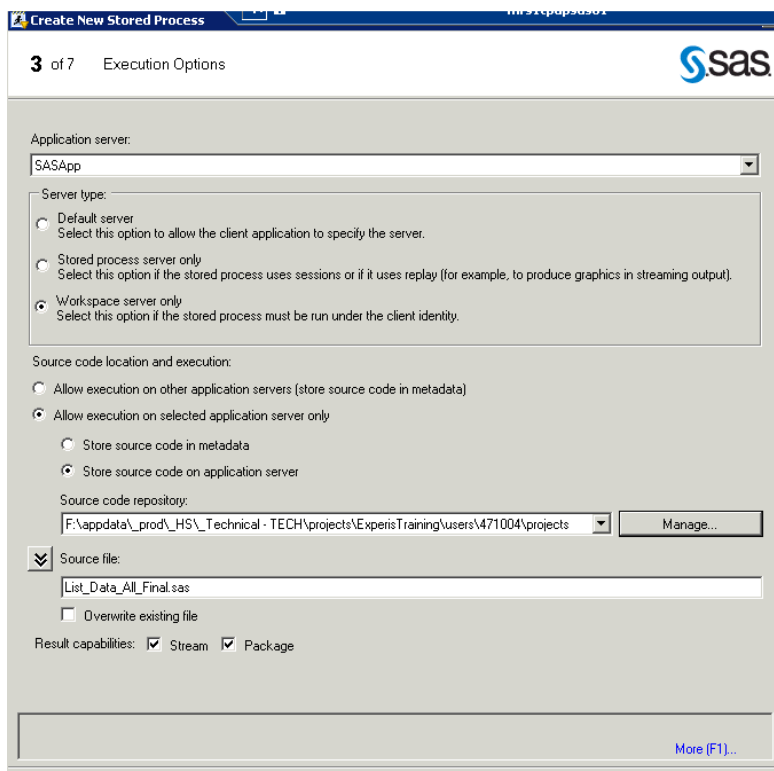 Create New Stored Process
3 of 7 Execution Options
sas
Application server:
SASApp
Server type:
Default server
Select this option to allow the client application to specify the server.
Stored process server only
Select this option if the stored process uses sessions or if it uses replay (for example, to produce graphics in streaming output).
Workspace server only
Select this option if the stored process must be run under the client identity.
Source code location and execution:
Allow execution on other application servers (store source code in metadata)
Allow execution on selected application server only
Store source code in metadata
Store source code on application server
Source code repository:
F:\appdata\_prod\_HS\_Technical - TECH\projects\ExperisTraining\users\471004\projects
Manage...
Source file:
List_Data_All_Final.sas
Overwrite existing file
Result capabilities: Stream Package
More (F1)...